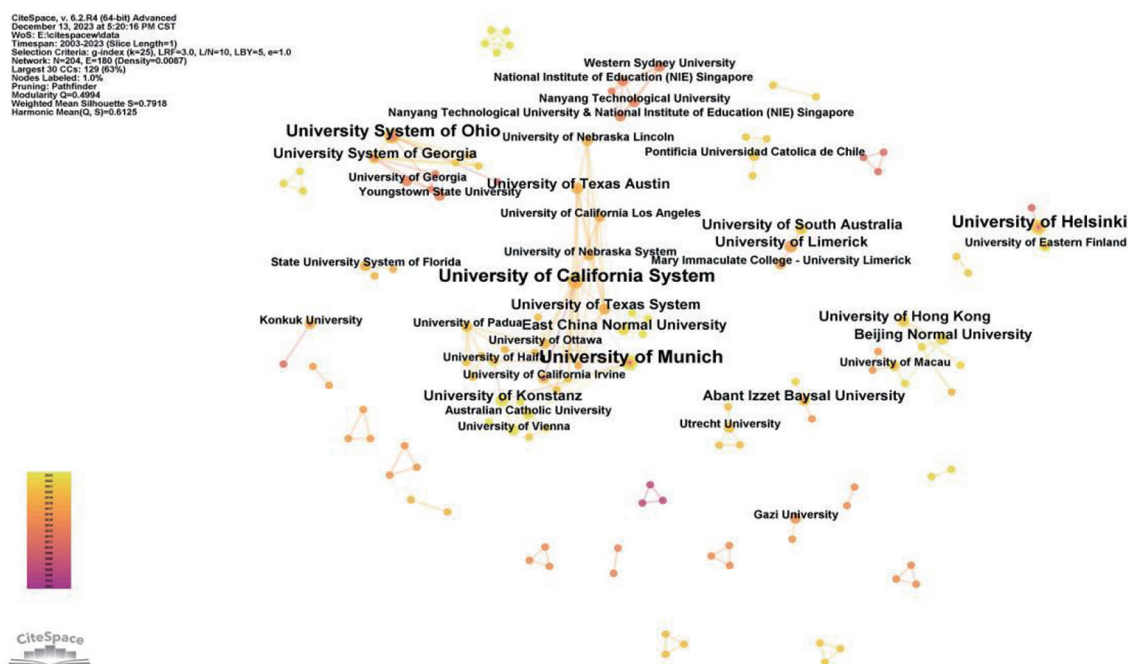 CiteSpace, v. 6.2.R4 (64-bit) Advanced
December 13, 2023 at 5:20:16 PM CST
WoS: E:\citespacew\data
Timespan: 2003-2023 (Slice Length=1)
Selection Criteria: g-index (k=25), LRF=3.0, L/N=10, LBY=5, e=1.0
Network: N=204, E=180 (Density=0.0087)
Largest 30 CCs: 129 (63%)
Nodes Labeled: 1.0%
Pruning: Pathfinder
Modularity Q=0.4994
Weighted Mean Silhouette S=0.7918
Harmonic Mean(Q, S)=0.6125
Western Sydney University
National Institute of Education (NIE) Singapore
Nanyang Technological University
Nanyang Technological University & National Institute of Education (NIE) Singapore
University System of Ohio
University of Nebraska Lincoln
University System of Georgia
Pontificia Universidad Catolica de Chile
University of Georgia
University of Texas Austin
Youngstown State University
University of California Los Angeles
University of South Australia
University of Helsinki
University of Limerick
University of Eastern Finland
University of Nebraska System
Mary Immaculate College - University Limerick
State University System of Florida
University of California System
University of Texas System
Konkuk University
University of Padua
East China Normal University
University of Hong Kong
Beijing Normal University
University of Ottawa
University of Haifa
University of Munich
University of Macau
University of California Irvine
University of Konstanz
Abant Izzet Baysal University
Australian Catholic University
University of Vienna
Utrecht University
Gazi University
CiteSpace